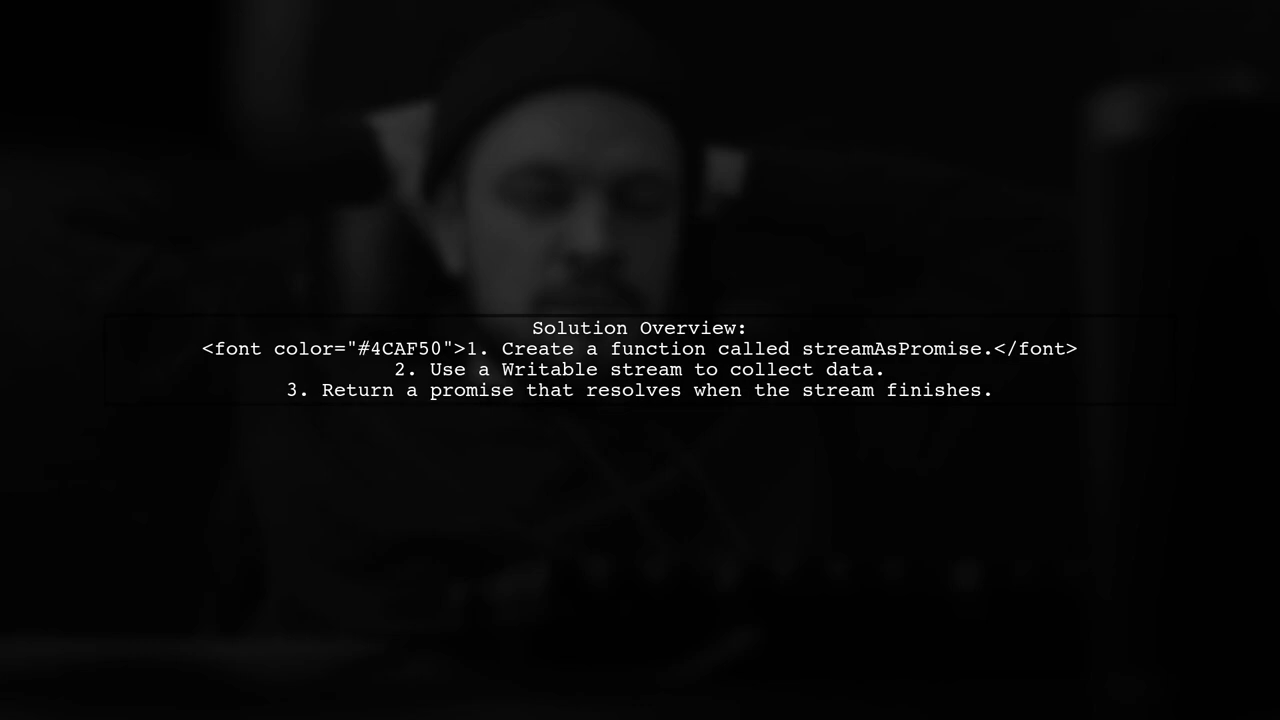 Solution Overview:
<font color="#4CAF50">1. Create a function called streamAsPromise.</font>
2. Use a Writable stream to collect data.
3. Return a promise that resolves when the stream finishes.